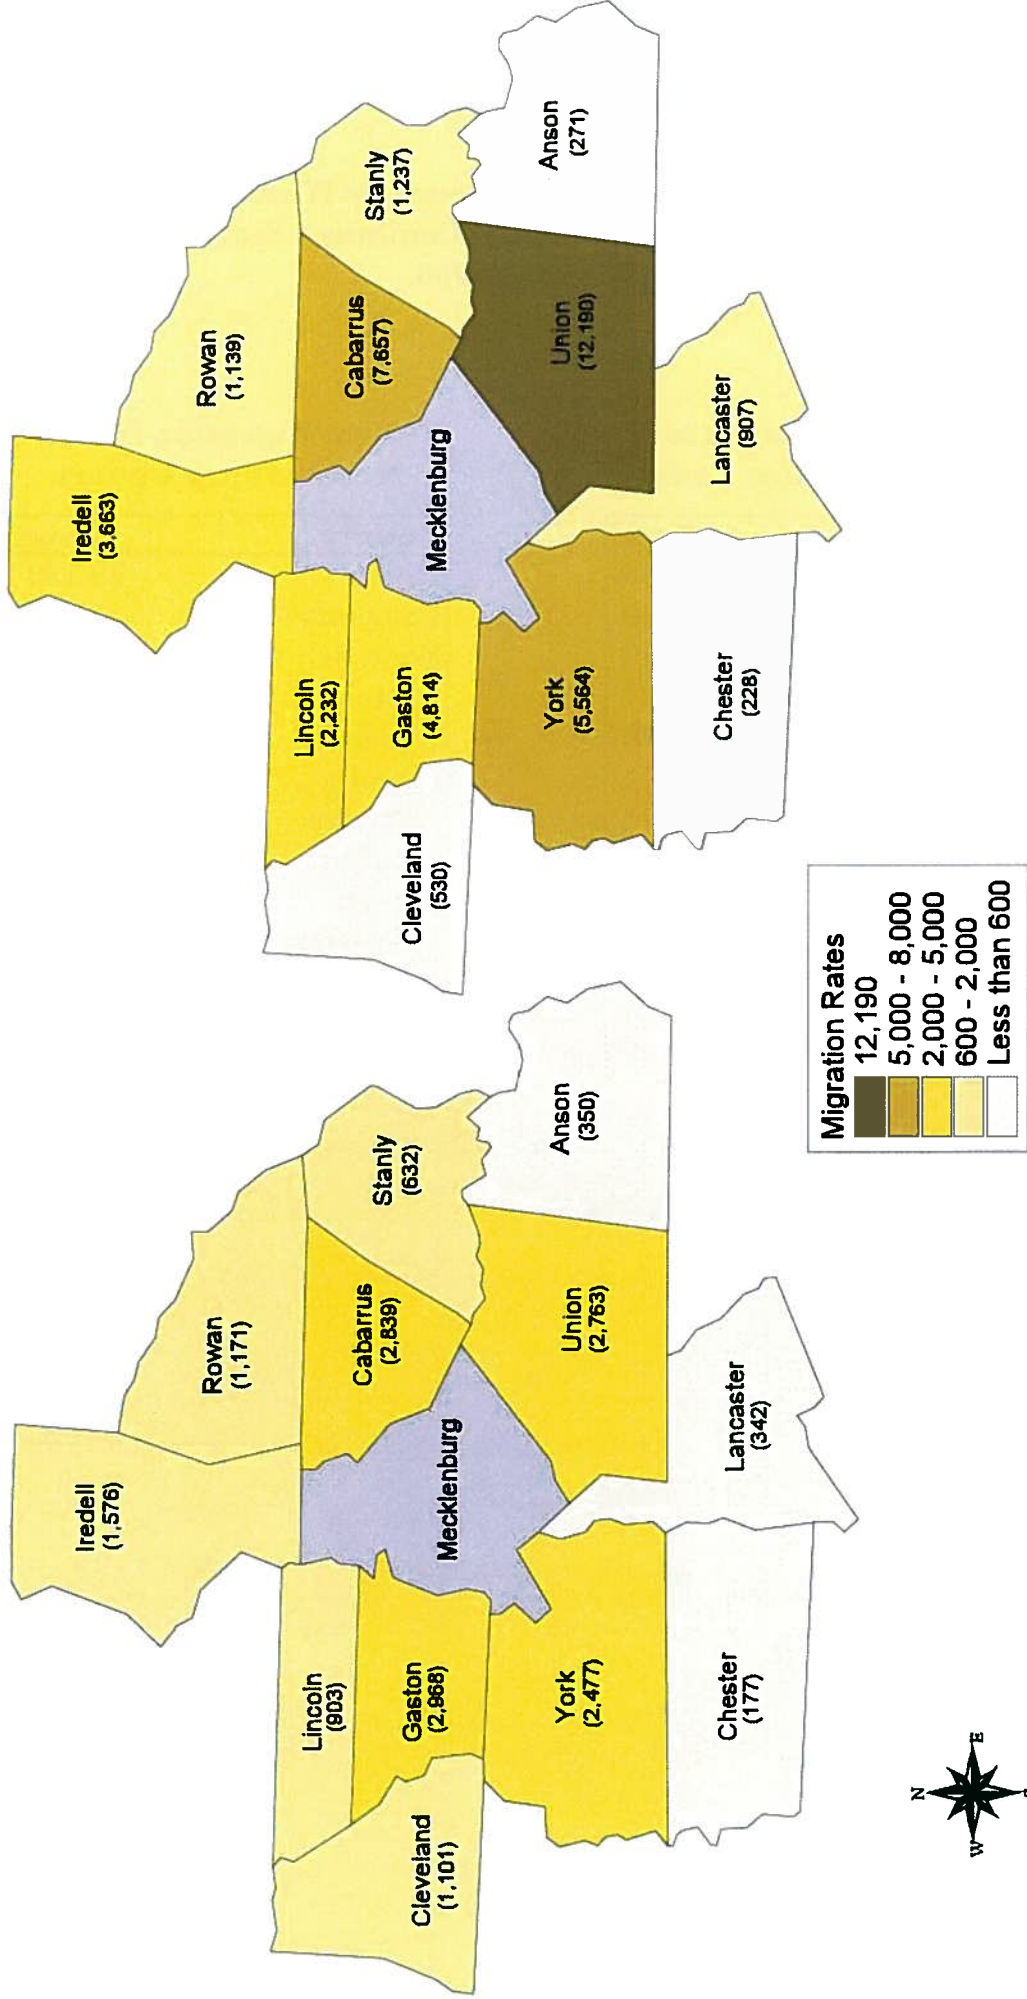 Iredell
(1,576)
Rowan
(1,171)
Lincoln
(903)
Cabarrus
(2,839)
Stanly
(632)
Gaston
(2,968)
Cleveland
(1,101)
Mecklenburg
York
(2,477)
Union
(2,763)
Anson
(350)
Chester
(177)
Lancaster
(342)
Iredell
(3,663)
Rowan
(1,139)
Lincoln
(2,232)
Cabarrus
(7,657)
Stanly
(1,237)
Gaston
(4,814)
Cleveland
(530)
Mecklenburg
York
(5,564)
Union
(12,190)
Anson
(271)
Chester
(228)
Lancaster
(907)
N
W E
Migration Rates
12,190
5,000 - 8,000
2,000 - 5,000
600 - 2,000
Less than 600